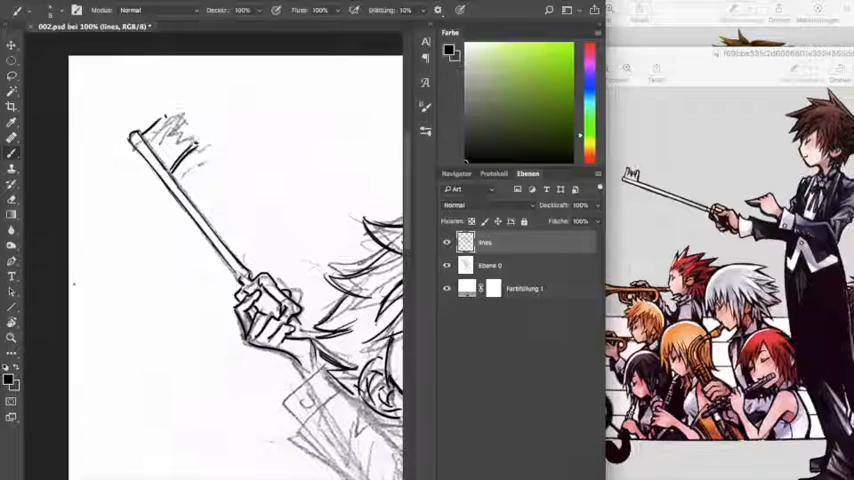 Modus: Normal Deckkr.: 100% Fluss: 100% Glättung: 10%
002.psd bei 100% (lines, RGB/8) *
Farbe
Navigator Protokoll Ebenen
Art
Normal Deckkraft: 100%
Fixieren: Fläche: 100%
lines
Ebene 0
Farbfüllung 1